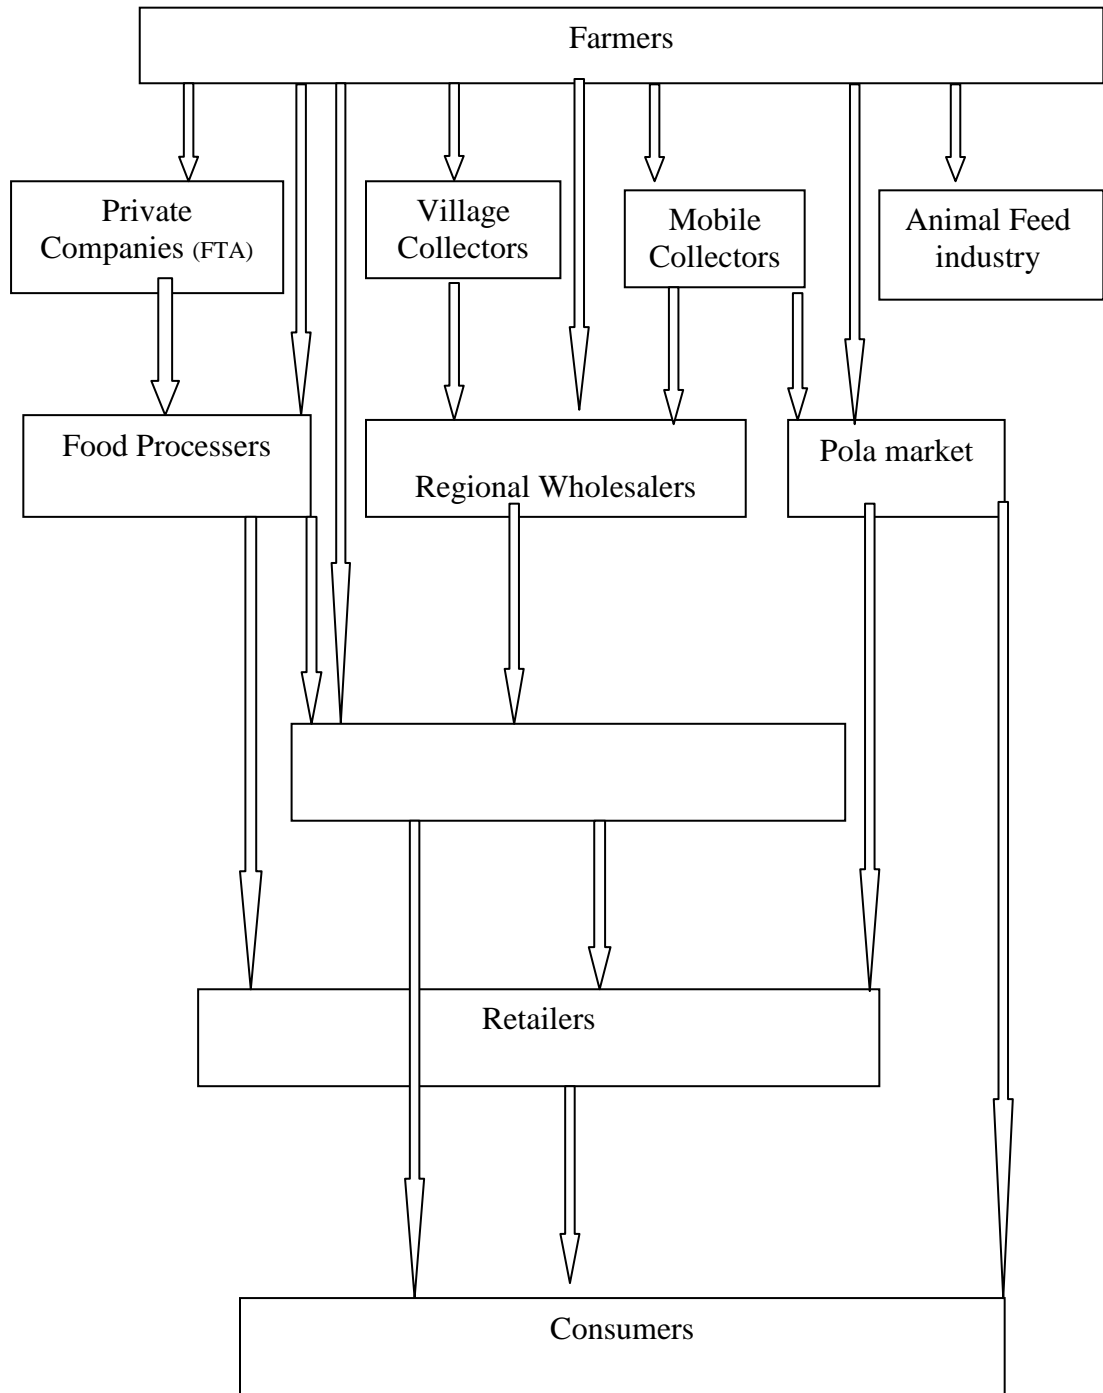 Farmers
Private
Companies (FTA)
Village
Collectors
Mobile
Collectors
Animal Feed
industry
Food Processers
Regional Wholesalers
Pola market
Retailers
Consumers